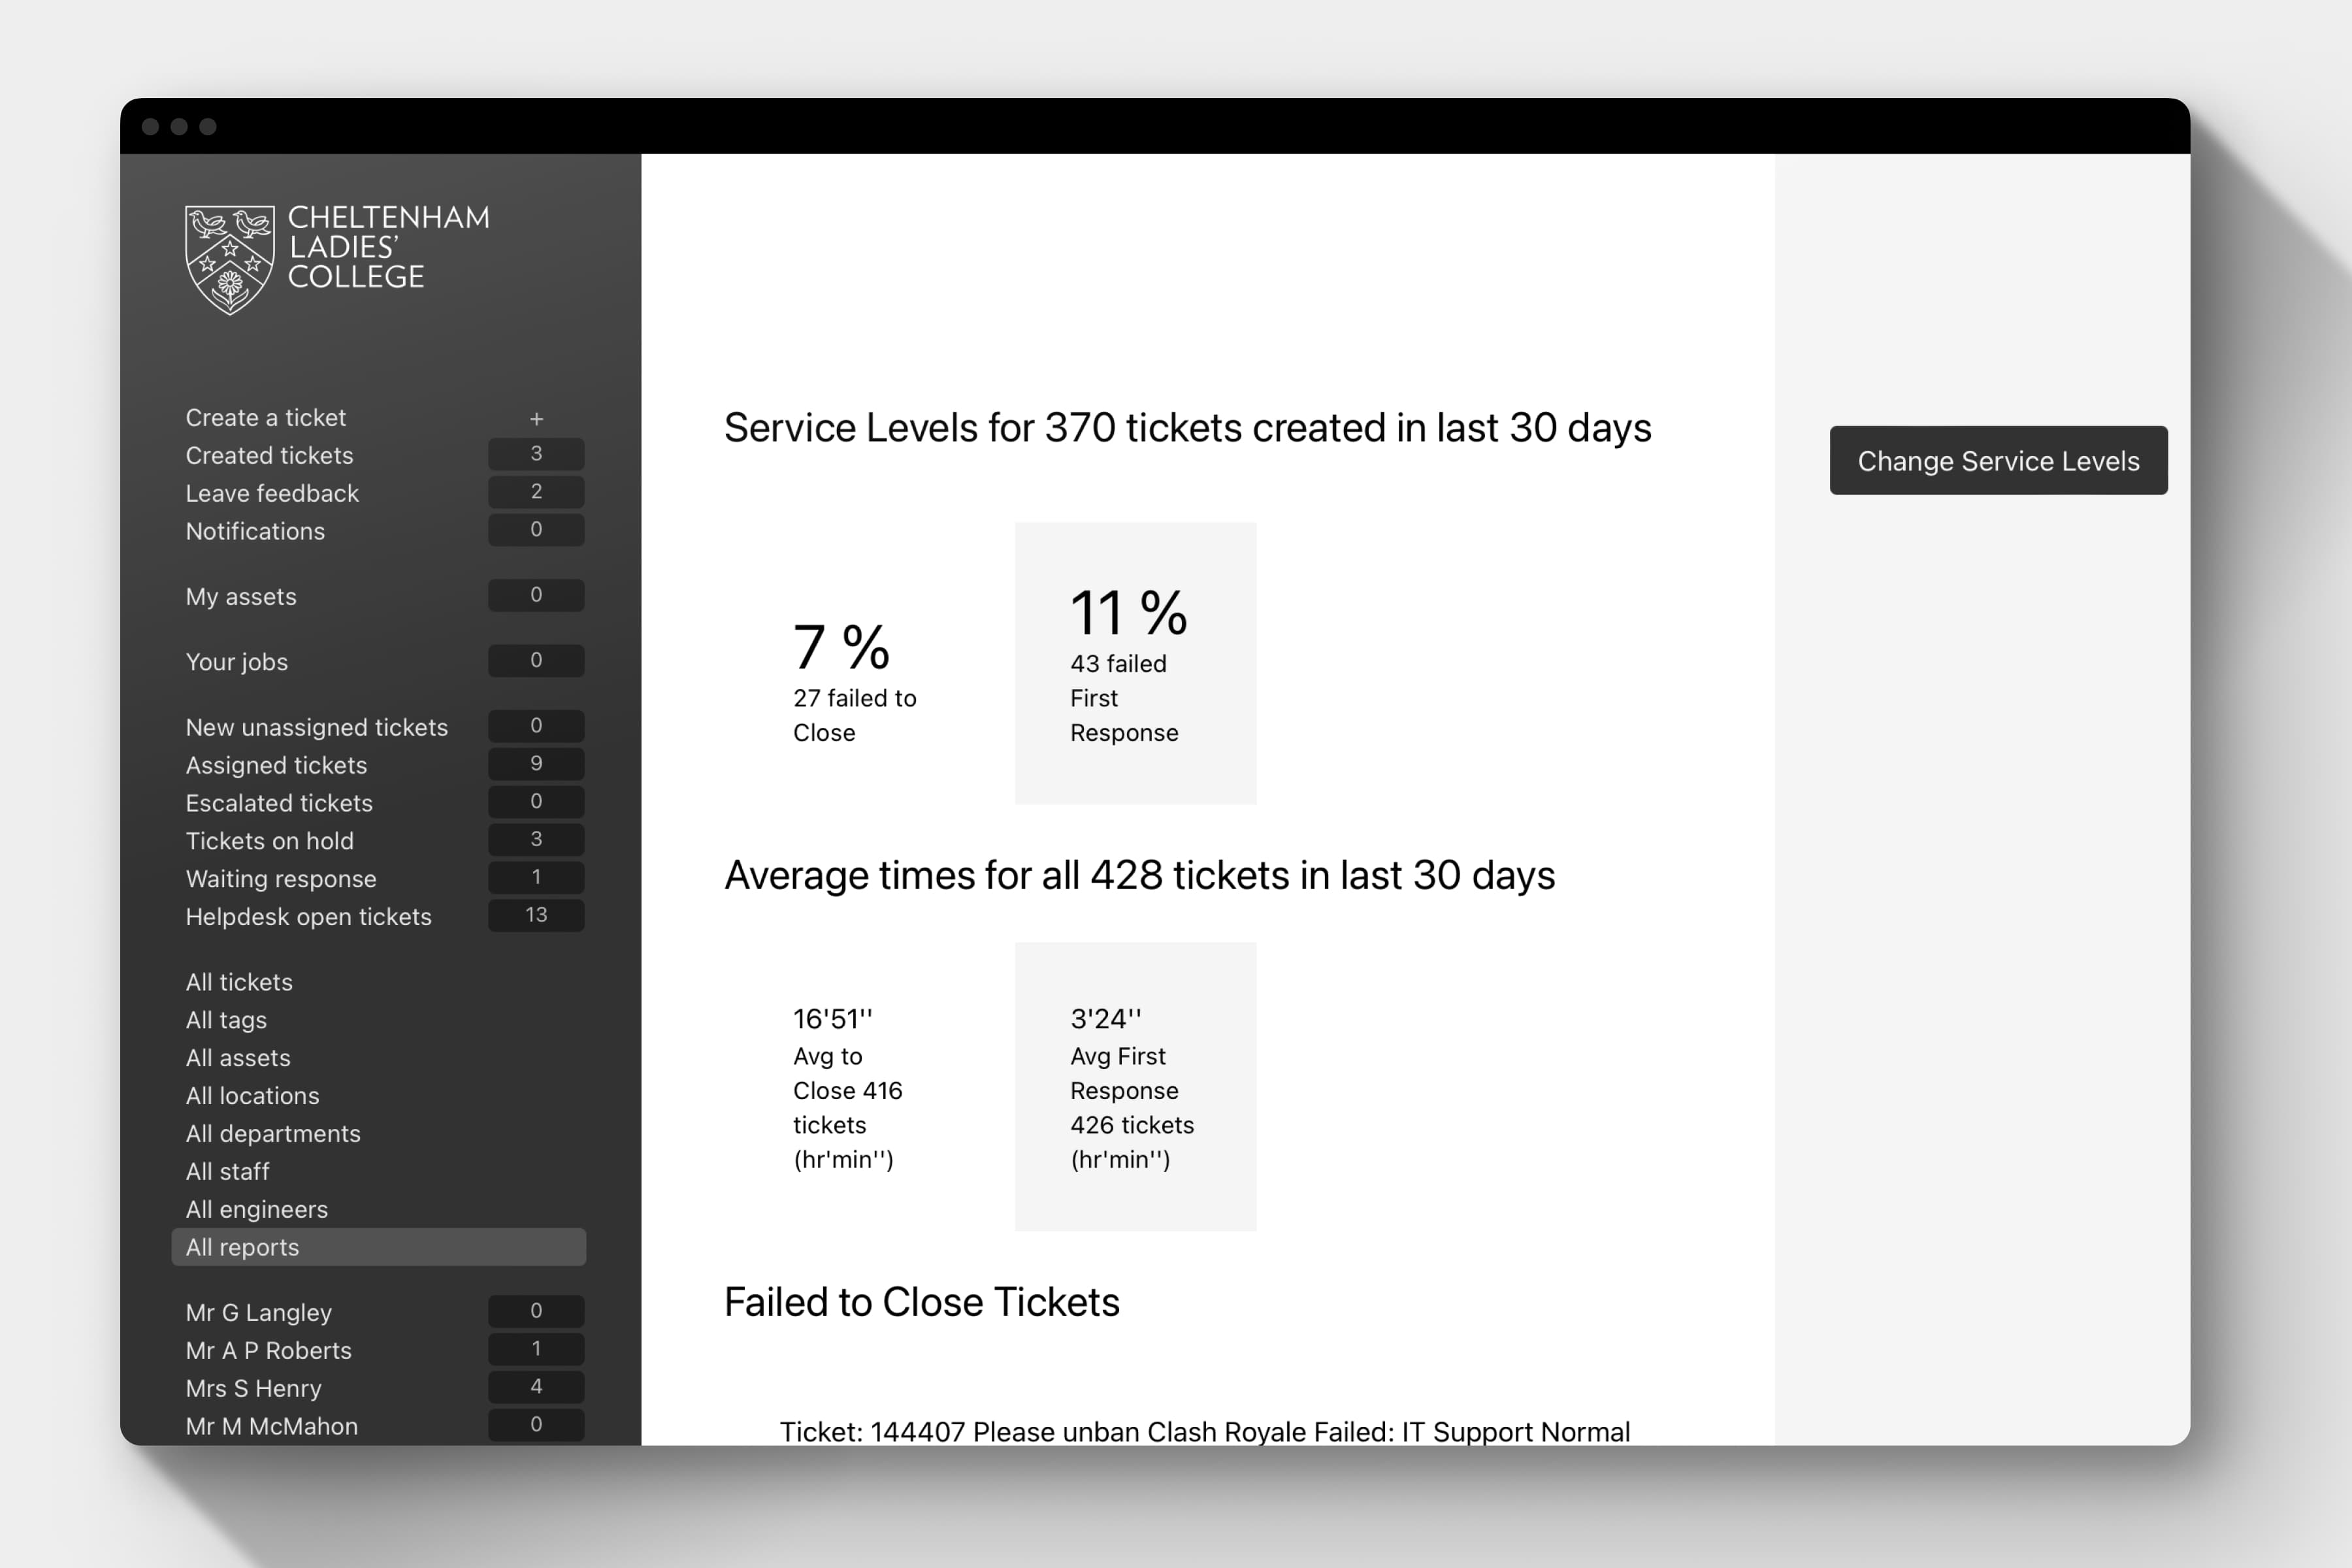 CHELTENHAM
LADIES’
COLLEGE
Create a ticket +
Created tickets 3
Leave feedback 2
Notifications 0
My assets 0
Your jobs 0
New unassigned tickets 0
Assigned tickets 9
Escalated tickets 0
Tickets on hold 3
Waiting response 1
Helpdesk open tickets 13
All tickets
All tags
All assets
All locations
All departments
All staff
All engineers
All reports
Mr G Langley 0
Mr A P Roberts 1
Mrs S Henry 4
Mr M McMahon 0
Service Levels for 370 tickets created in last 30 days
7 %
27 failed to
Close
11 %
43 failed
First
Response
Average times for all 428 tickets in last 30 days
16'51''
Avg to
Close 416
tickets
(hr'min'')
3'24''
Avg First
Response
426 tickets
(hr'min'')
Failed to Close Tickets
Ticket: 144407 Please unban Clash Royale Failed: IT Support Normal
Change Service Levels